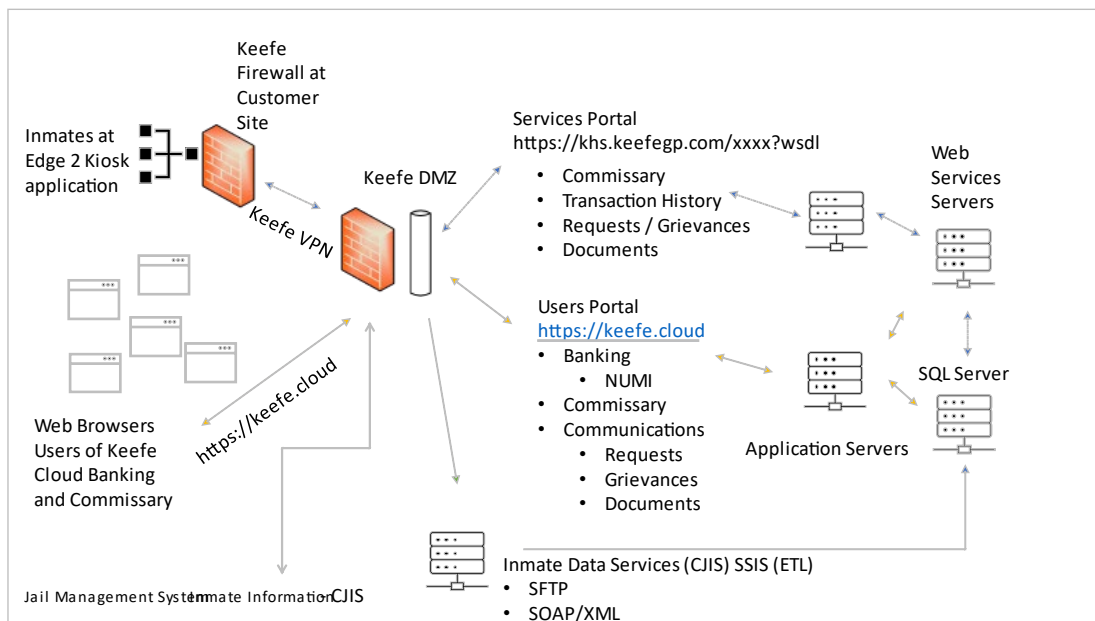 Keefe
Firewall at
Customer
Site
Inmates at
Edge 2 Kiosk
application
Keefe VPN
Keefe DMZ
Services Portal
https://khs.keefegp.com/xxxx?wsdl
• Commissary
• Transaction History
• Requests / Grievances
• Documents
Web
Services
Servers
Users Portal
https://keefe.cloud
• Banking
• NUMI
• Commissary
• Communications
• Requests
• Grievances
• Documents
SQL Server
Application Servers
https://keefe.cloud
Web Browsers
Users of Keefe
Cloud Banking
and Commissary
Inmate Data Services (CJIS) SSIS (ETL)
• SFTP
• SOAP/XML
Jail Management System Inmate Information - CJIS